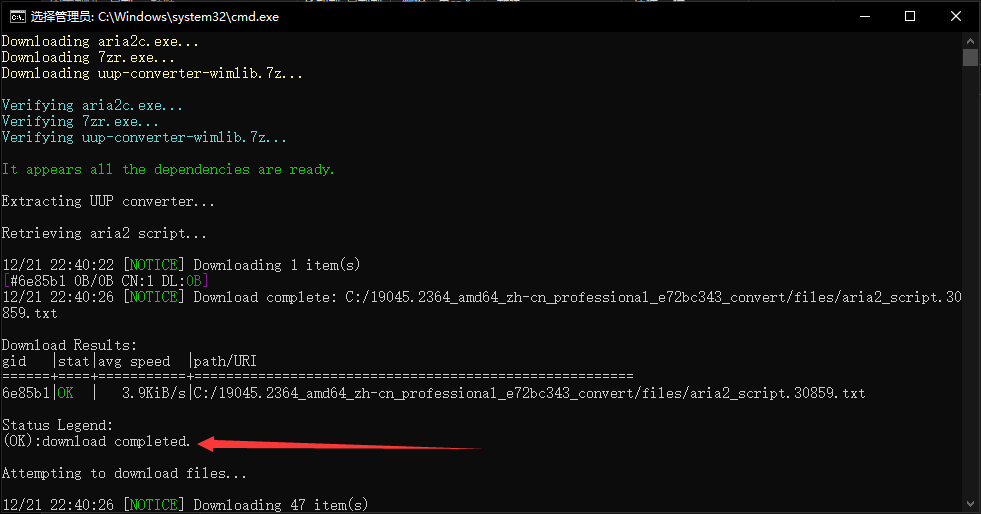 选择管理员: C:\Windows\system32\cmd.exe
Downloading aria2c.exe...
Downloading 7zr.exe...
Downloading uup-converter-wimlib.7z...
Verifying aria2c.exe...
Verifying 7zr.exe...
Verifying uup-converter-wimlib.7z...
It appears all the dependencies are ready.
Extracting UUP converter...
Retrieving aria2 script...
12/21 22:40:22 [NOTICE] Downloading 1 item(s)
[#6e85b1 0B/0B CN:1 DL:0B]
12/21 22:40:26 [NOTICE] Download complete: C:/19045.2364_amd64_zh-cn_professional_e72bc343_convert/files/aria2_script.30
859.txt
Download Results:
gid   |stat|avg speed  |path/URI
======+====+===========+=======================================================
6e85b1|OK  |   3.9KiB/s|C:/19045.2364_amd64_zh-cn_professional_e72bc343_convert/files/aria2_script.30859.txt
Status Legend:
(OK):download completed.
Attempting to download files...
12/21 22:40:26 [NOTICE] Downloading 47 item(s)